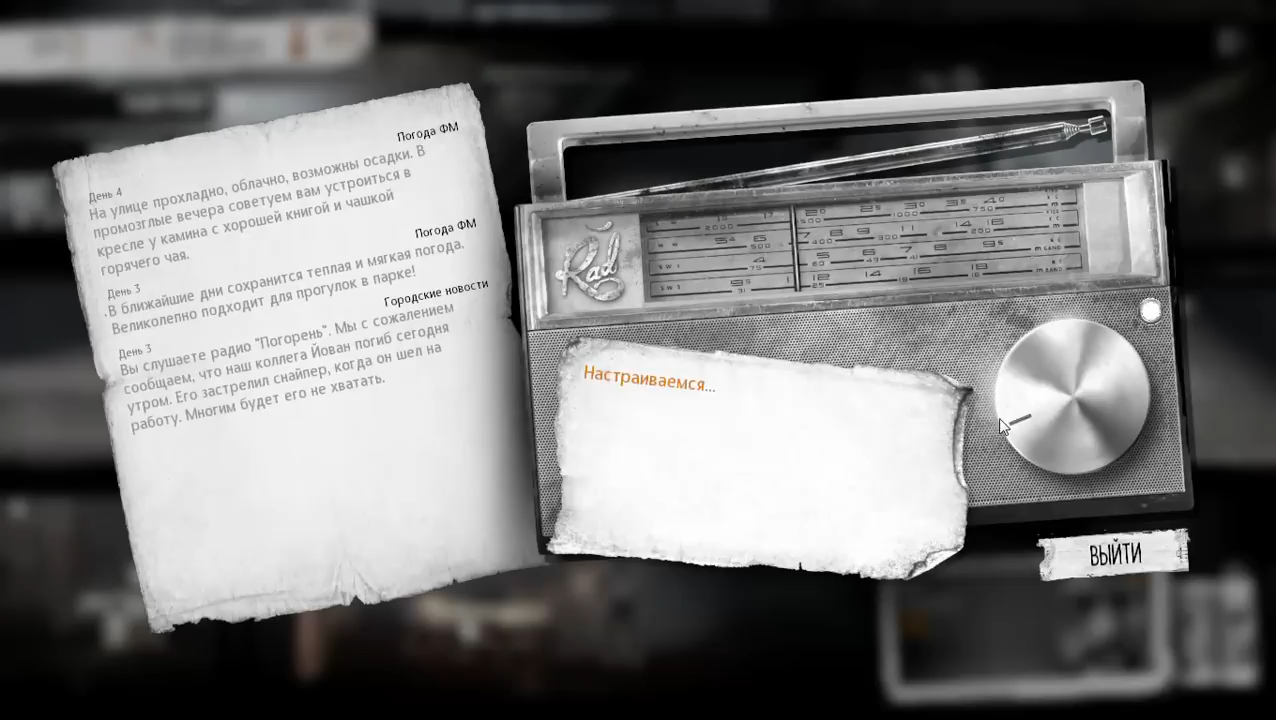 Погода ФМ
День 4
На улице прохладно, облачно, возможны осадки. В
промозглые вечера советуем вам устроиться в
кресле у камина с хорошей книгой и чашкой
горячего чая.
Погода ФМ
День 3
.В ближайшие дни сохранится теплая и мягкая погода.
Великолепно подходит для прогулок в парке!
Городские новости
День 3
Вы слушаете радио "Погорень". Мы с сожалением
сообщаем, что наш коллега Йован погиб сегодня
утром. Его застрелил снайпер, когда он шел на
работу. Многим будет его не хватать.
Rad
Настраиваемся...
ВЫЙТИ